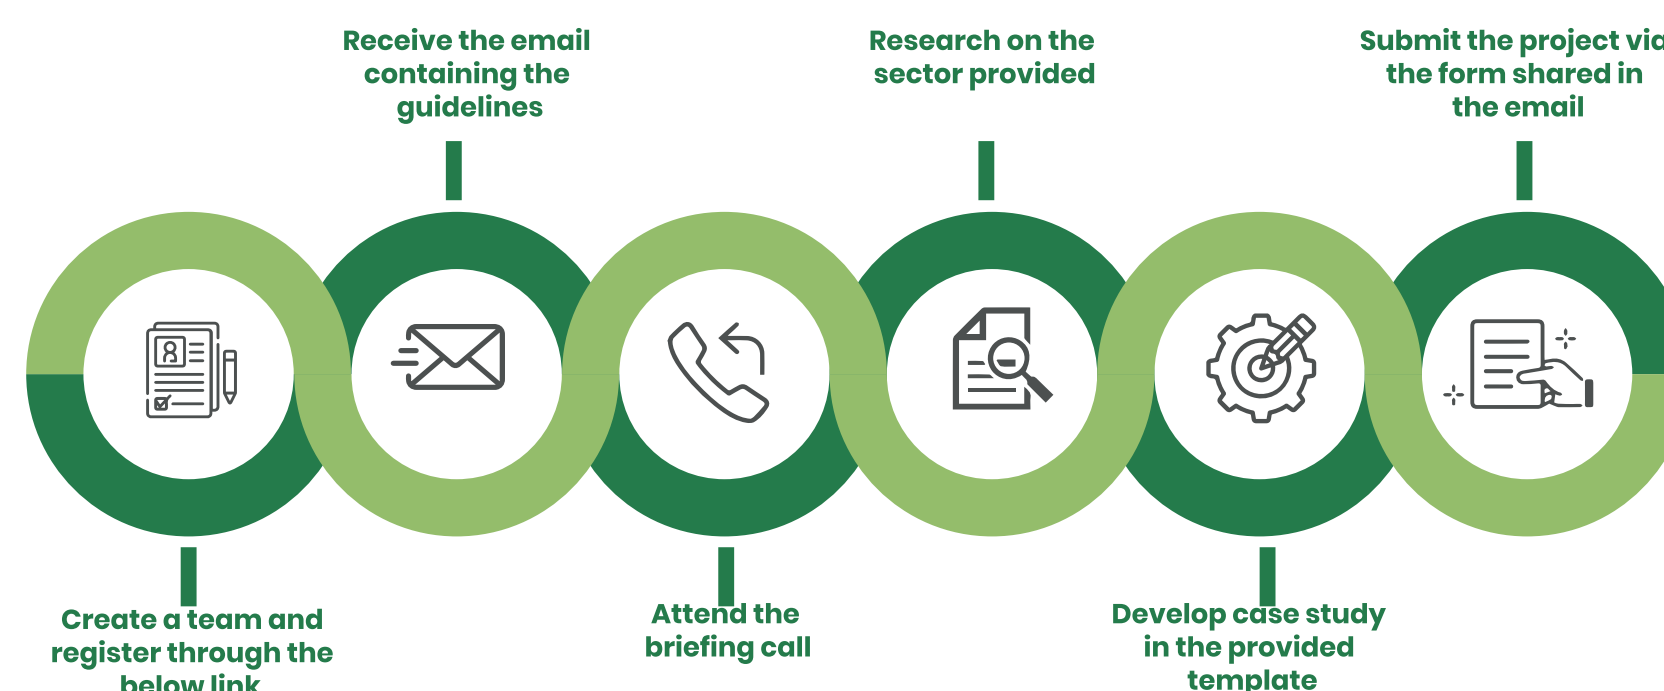 Receive the email
containing the
guidelines
Research on the
sector provided
Submit the project via
the form shared in
the email
Create a team and
register through the
below link
Attend the
briefing call
Develop case study
in the provided
template